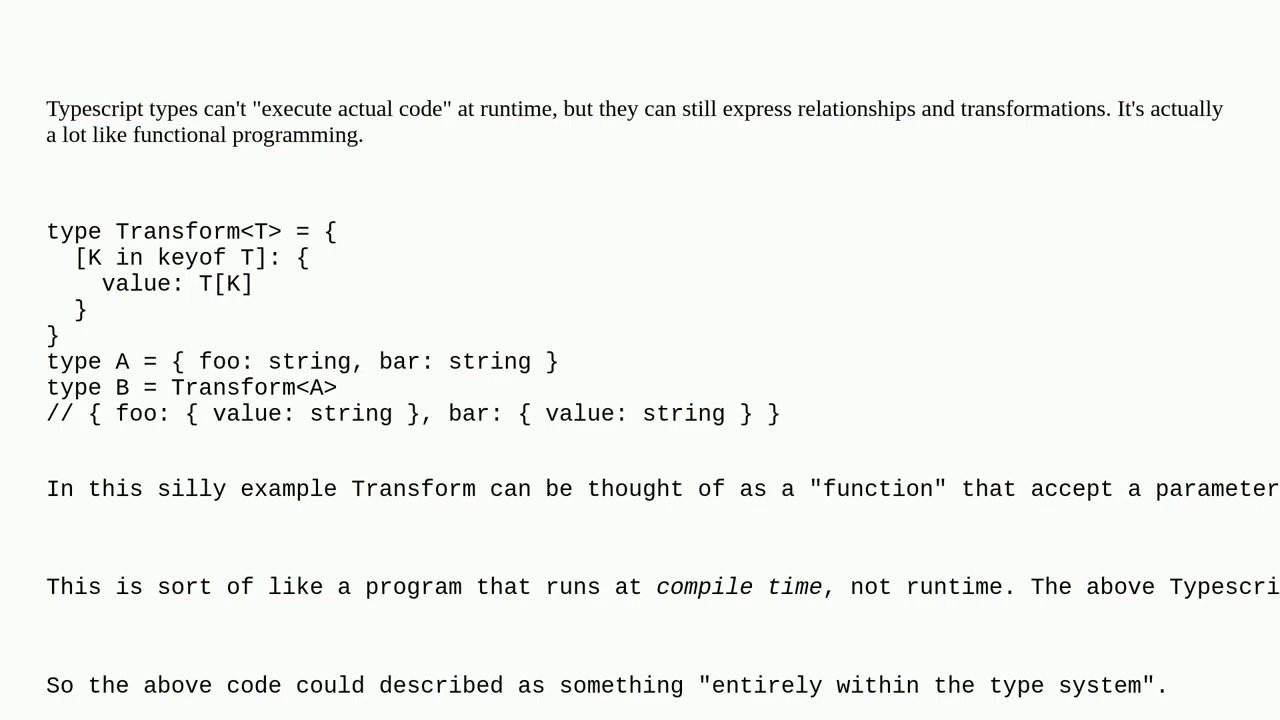 Typescript types can't "execute actual code" at runtime, but they can still express relationships and transformations. It's actually
a lot like functional programming.
type Transform<T> = {
  [K in keyof T]: {
    value: T[K]
  }
}
type A = { foo: string, bar: string }
type B = Transform<A>
// { foo: { value: string }, bar: { value: string } }
In this silly example Transform can be thought of as a "function" that accept a parameter
This is sort of like a program that runs at compile time, not runtime. The above Typescri
So the above code could described as something "entirely within the type system".